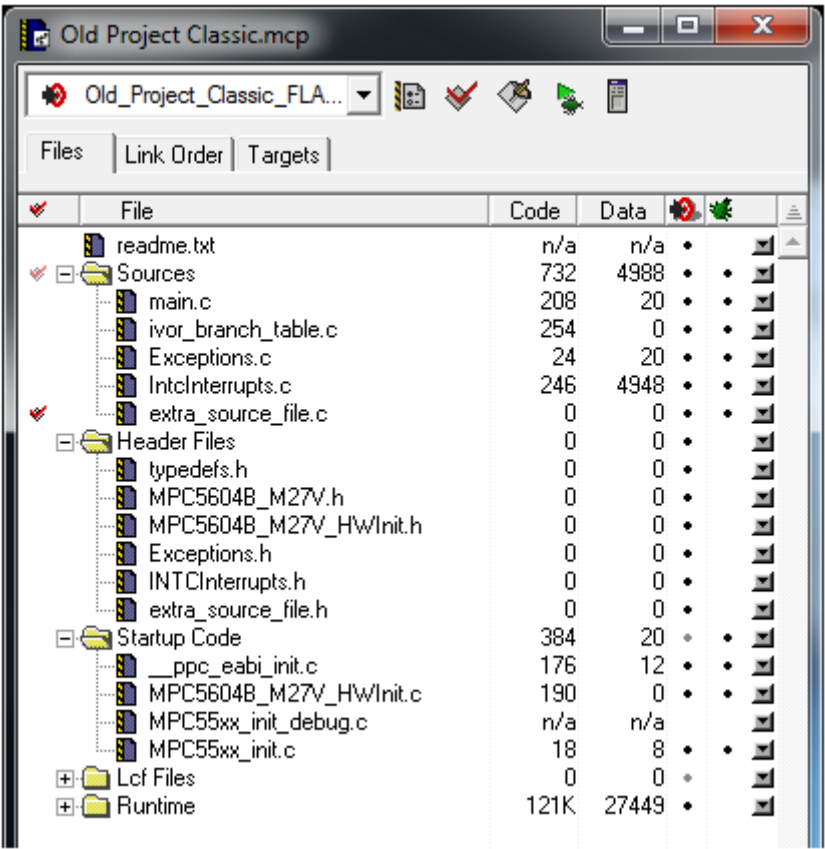 Old Project Classic.mcp
Old_Project_Classic_FLA...
Files Link Order Targets
File Code Data
readme.txt n/a n/a
Sources 732 4988
main.c 208 20
ivor_branch_table.c 254 0
Exceptions.c 24 20
IntcInterrupts.c 246 4948
extra_source_file.c 0 0
Header Files 0 0
typedefs.h 0 0
MPC5604B_M27V.h 0 0
MPC5604B_M27V_HWInit.h 0 0
Exceptions.h 0 0
INTCInterrupts.h 0 0
extra_source_file.h 0 0
Startup Code 384 20
__ppc_eabi_init.c 176 12
MPC5604B_M27V_HWInit.c 190 0
MPC55xx_init_debug.c n/a n/a
MPC55xx_init.c 18 8
Lcf Files 0 0
Runtime 121K 27449